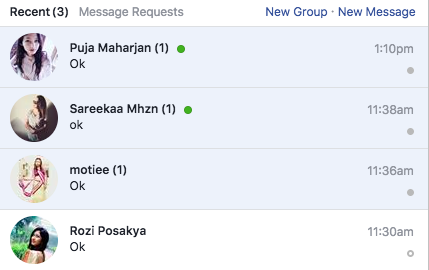 Recent (3) Message Requests New Group · New Message
Puja Maharjan (1) 1:10pm
Ok
Sareekaa Mhzn (1) 11:38am
ok
motiee (1) 11:36am
Ok
Rozi Posakya 11:30am
Ok